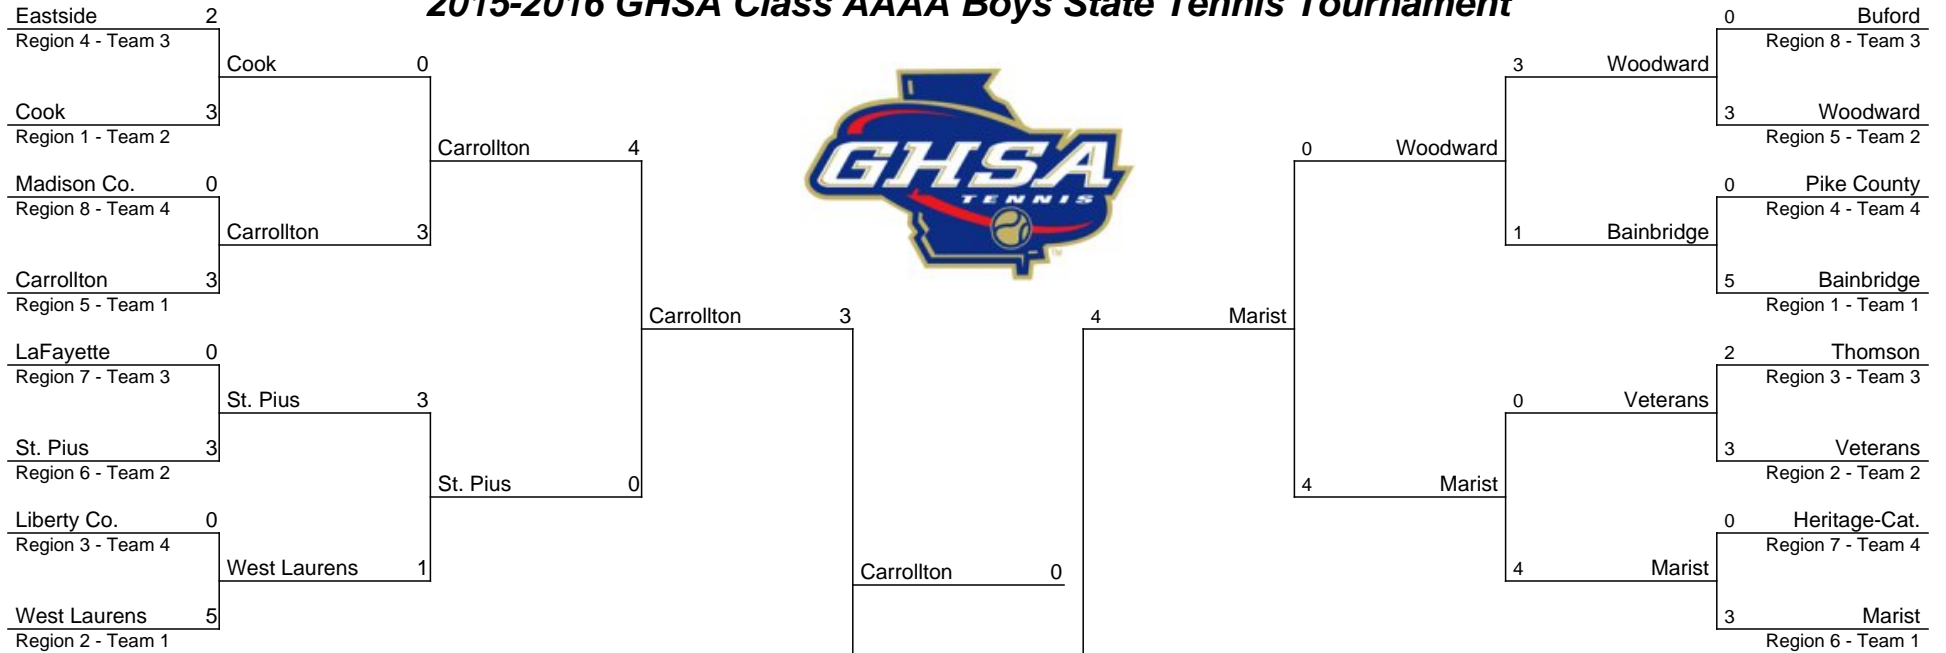 2015-2016 GHSA Class AAAA Boys State Tennis Tournament
Eastside 2
Region 4 - Team 3
Cook 0
Cook 3
Region 1 - Team 2
Carrollton 4
Madison Co. 0
Region 8 - Team 4
Carrollton 3
Carrollton 3
Region 5 - Team 1
Carrollton 3
LaFayette 0
Region 7 - Team 3
St. Pius 3
St. Pius 3
Region 6 - Team 2
St. Pius 0
Liberty Co. 0
Region 3 - Team 4
West Laurens 1
West Laurens 5
Region 2 - Team 1
Carrollton 0
GHSA
TENNIS
TM
0 Buford
Region 8 - Team 3
3 Woodward
3 Woodward
Region 5 - Team 2
0 Woodward
0 Pike County
Region 4 - Team 4
1 Bainbridge
5 Bainbridge
Region 1 - Team 1
4 Marist
2 Thomson
Region 3 - Team 3
0 Veterans
3 Veterans
Region 2 - Team 2
4 Marist
0 Heritage-Cat.
Region 7 - Team 4
4 Marist
3 Marist
Region 6 - Team 1